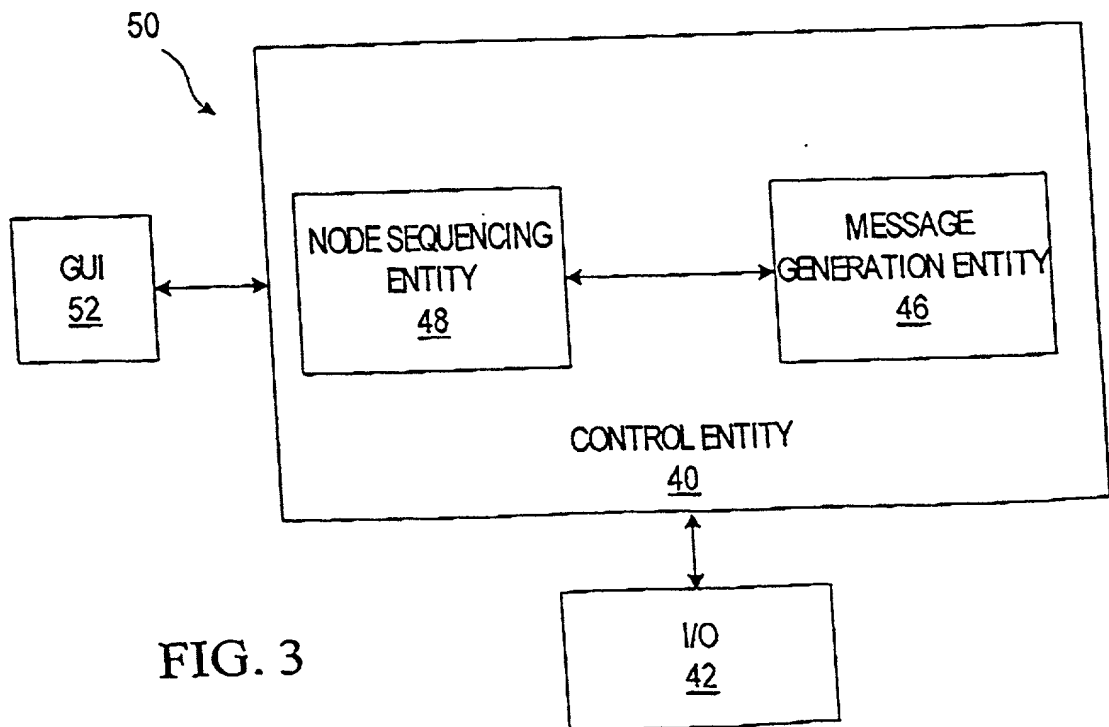 50
NODE SEQUENCING
ENTITY
48
MESSAGE
GENERATION ENTITY
46
GUI
52
CONTROL ENTITY
40
I/O
42
FIG. 3